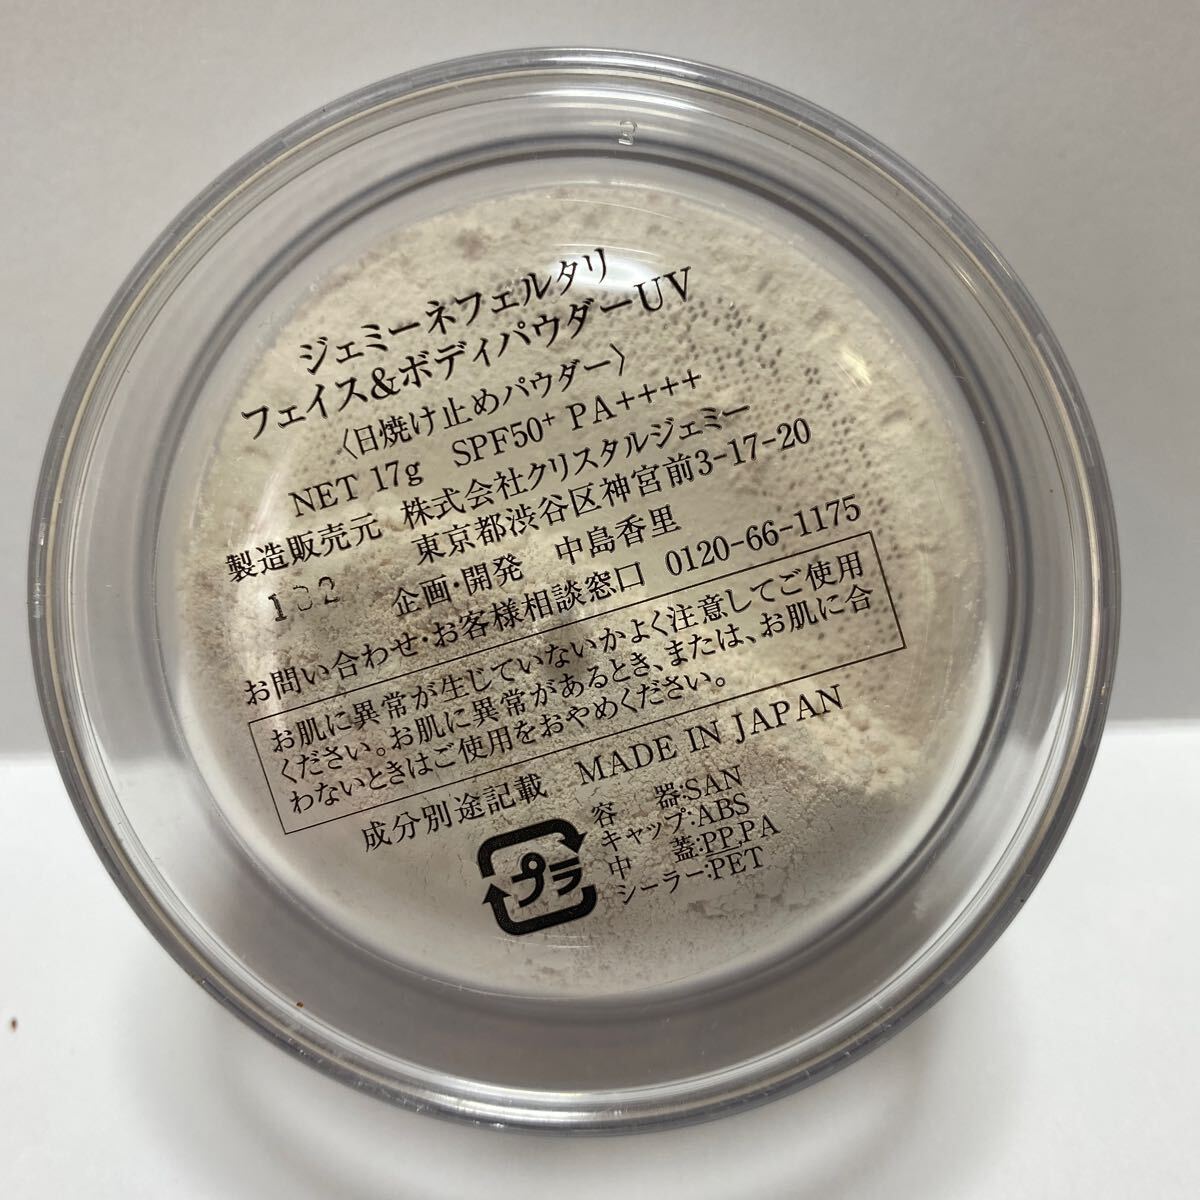 3
ジェミーネフェルタリ
フェイス&ボディパウダーUV
〈日焼け止めパウダー〉
NET 17g SPF50+ PA++++
製造販売元 株式会社クリスタルジェミー
東京都渋谷区神宮前3-17-20
企画・開発 中島香里
お問い合わせ・お客様相談窓口 0120-66-1175
お肌に異常が生じていないかよく注意してご使用
ください。お肌に異常があるとき、または、お肌に合
わないときはご使用をおやめください。
成分別途記載 MADE IN JAPAN
プラ
容器:SAN
キャップ:ABS
中蓋:PP,PA
シーラー:PET